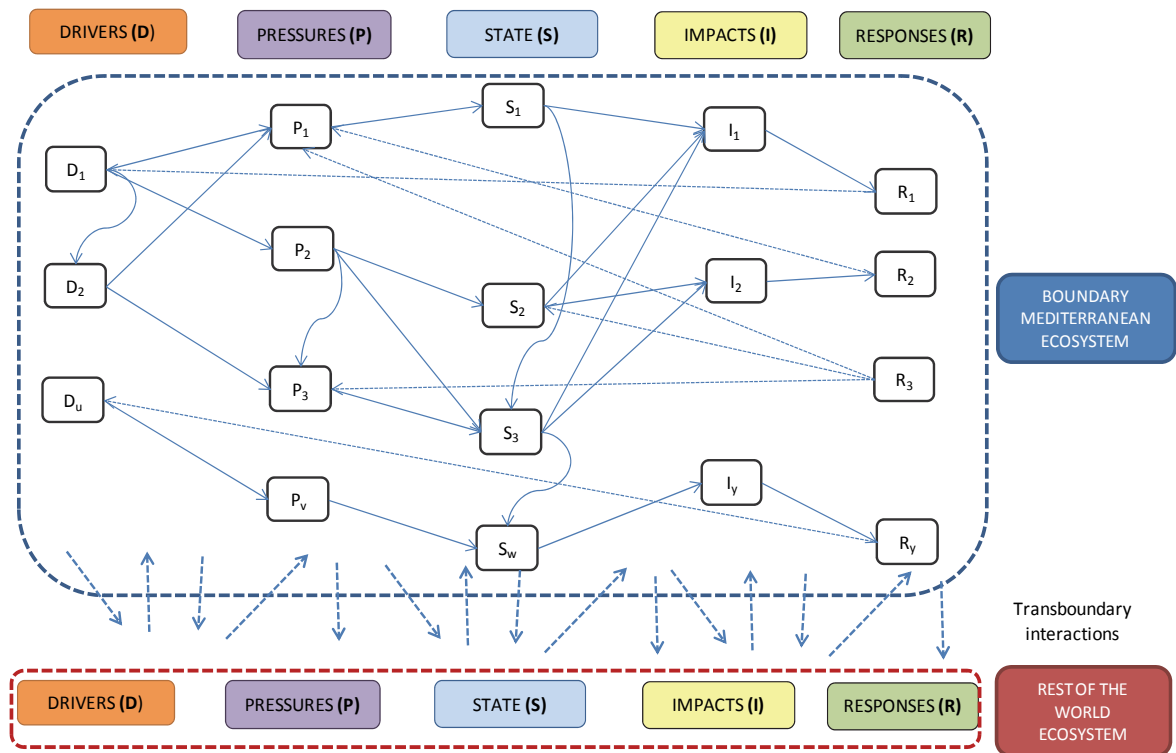 DRIVERS (D)
PRESSURES (P)
STATE (S)
IMPACTS (I)
RESPONSES (R)
S1
P1
I1
D1
R1
P2
D2
I2
R2
S2
BOUNDARY
MEDITERRANEAN
ECOSYSTEM
P3
R3
Du
S3
Iy
Pv
Sw
Ry
Transboundary
interactions
DRIVERS (D)
PRESSURES (P)
STATE (S)
IMPACTS (I)
RESPONSES (R)
REST OF THE
WORLD
ECOSYSTEM